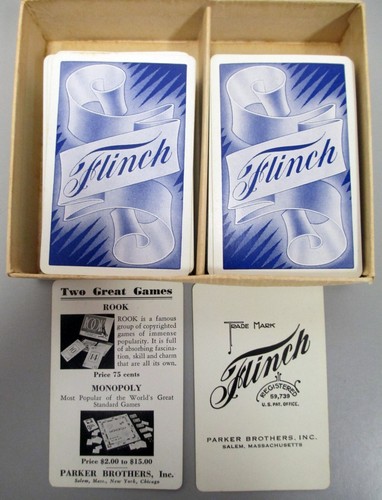 Flinch
Flinch
Two Great Games
ROOK
ROOK is a famous
group of copyrighted
games of immense
popularity. It is full
of absorbing fascina-
tion, skill and charm
that are all its own.
Price 75 cents
MONOPOLY
Most Popular of the World's Great
Standard Games
Price $2.00 to $15.00
PARKER BROTHERS, Inc.
Salem, Mass., New York, Chicago
TRADE MARK
Flinch
REGISTERED
39,739
U.S. PAT. OFFICE.
PARKER BROTHERS, INC.
SALEM, MASSACHUSETTS
ROOK